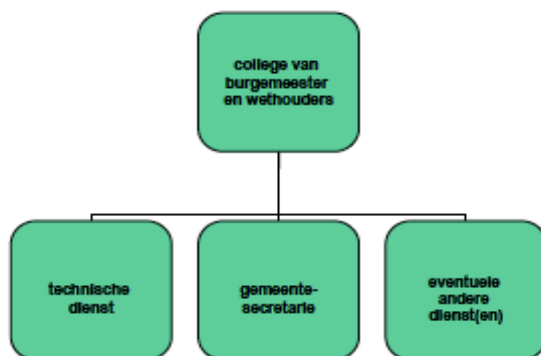 college van
burgemeester
en wethouders
technische
dienst
gemeente-
secretarie
eventuele
andere
dienst(en)